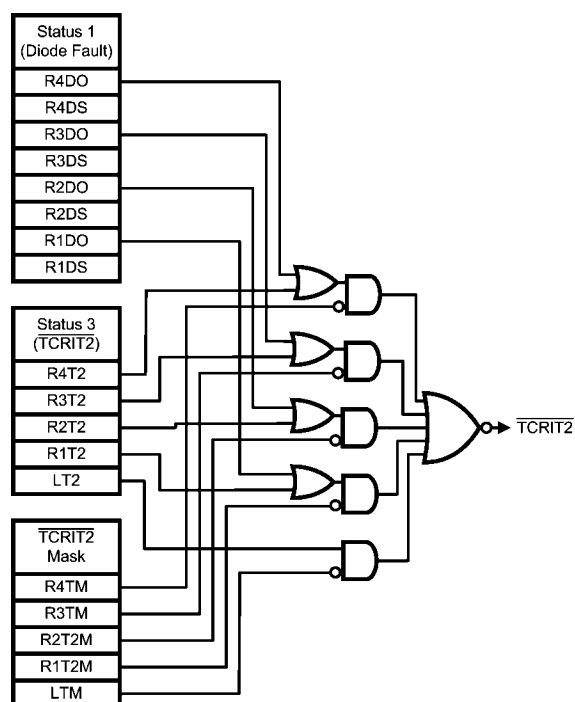 Status 1
(Diode Fault)
R4DO
R4DS
R3DO
R3DS
R2DO
R2DS
R1DO
R1DS
Status 3
(TCRIT2)
R4T2
R3T2
R2T2
R1T2
LT2
TCRIT2
Mask
R4TM
R3TM
R2T2M
R1T2M
LTM
TCRIT2